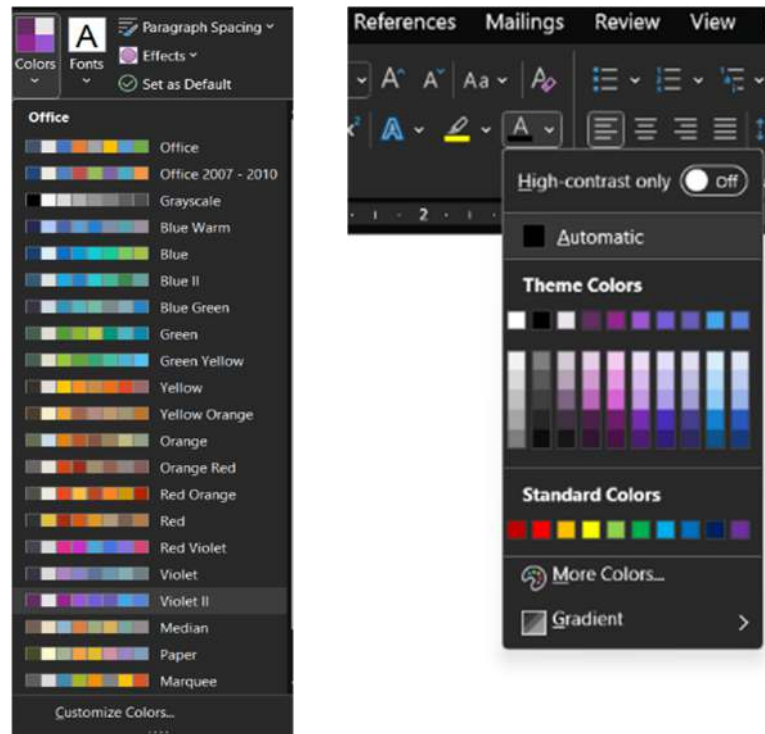 Colors
Fonts
A
Paragraph Spacing
Effects
Set as Default
Office
Office
Office 2007 - 2010
Grayscale
Blue Warm
Blue
Blue II
Blue Green
Green
Green Yellow
Yellow
Yellow Orange
Orange
Orange Red
Red Orange
Red
Red Violet
Violet
Violet II
Median
Paper
Marquee
Customize Colors...
References Mailings Review View
A A Aa A
A A
2
High-contrast only Off
Automatic
Theme Colors
Standard Colors
More Colors...
Gradient